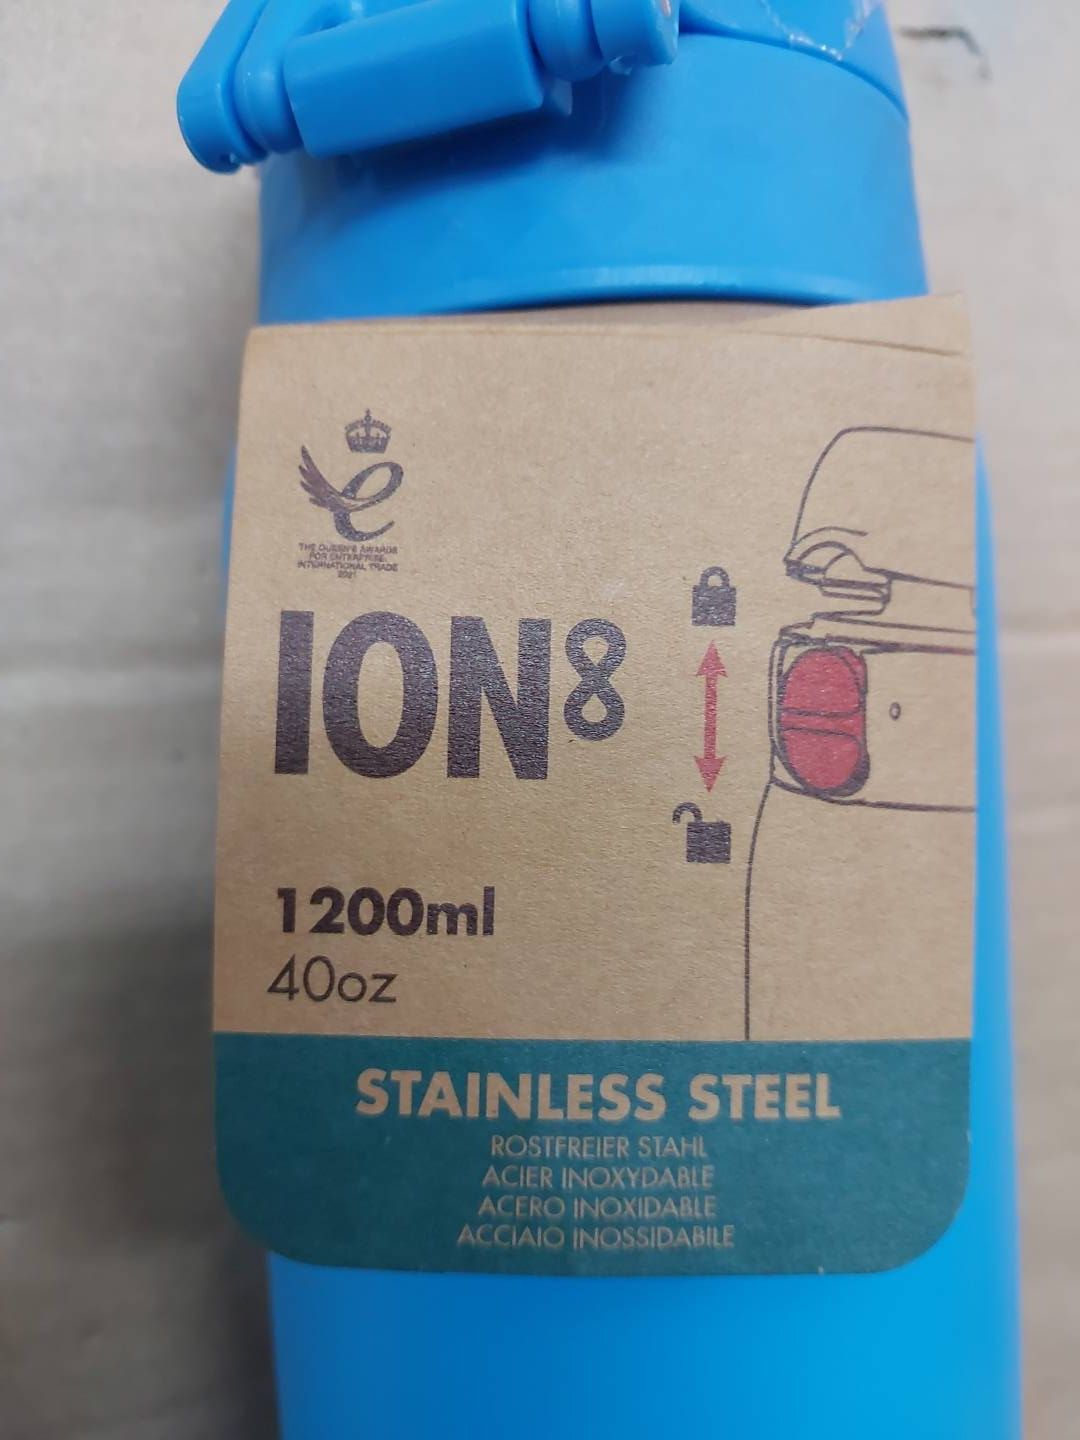 THE QUEEN'S AWARDS
FOR ENTERPRISE:
INTERNATIONAL TRADE
2021
ION8
1200ml
40oz
STAINLESS STEEL
ROSTFREIER STAHL
ACIER INOXYDABLE
ACERO INOXIDABLE
ACCIAIO INOSSIDABILE